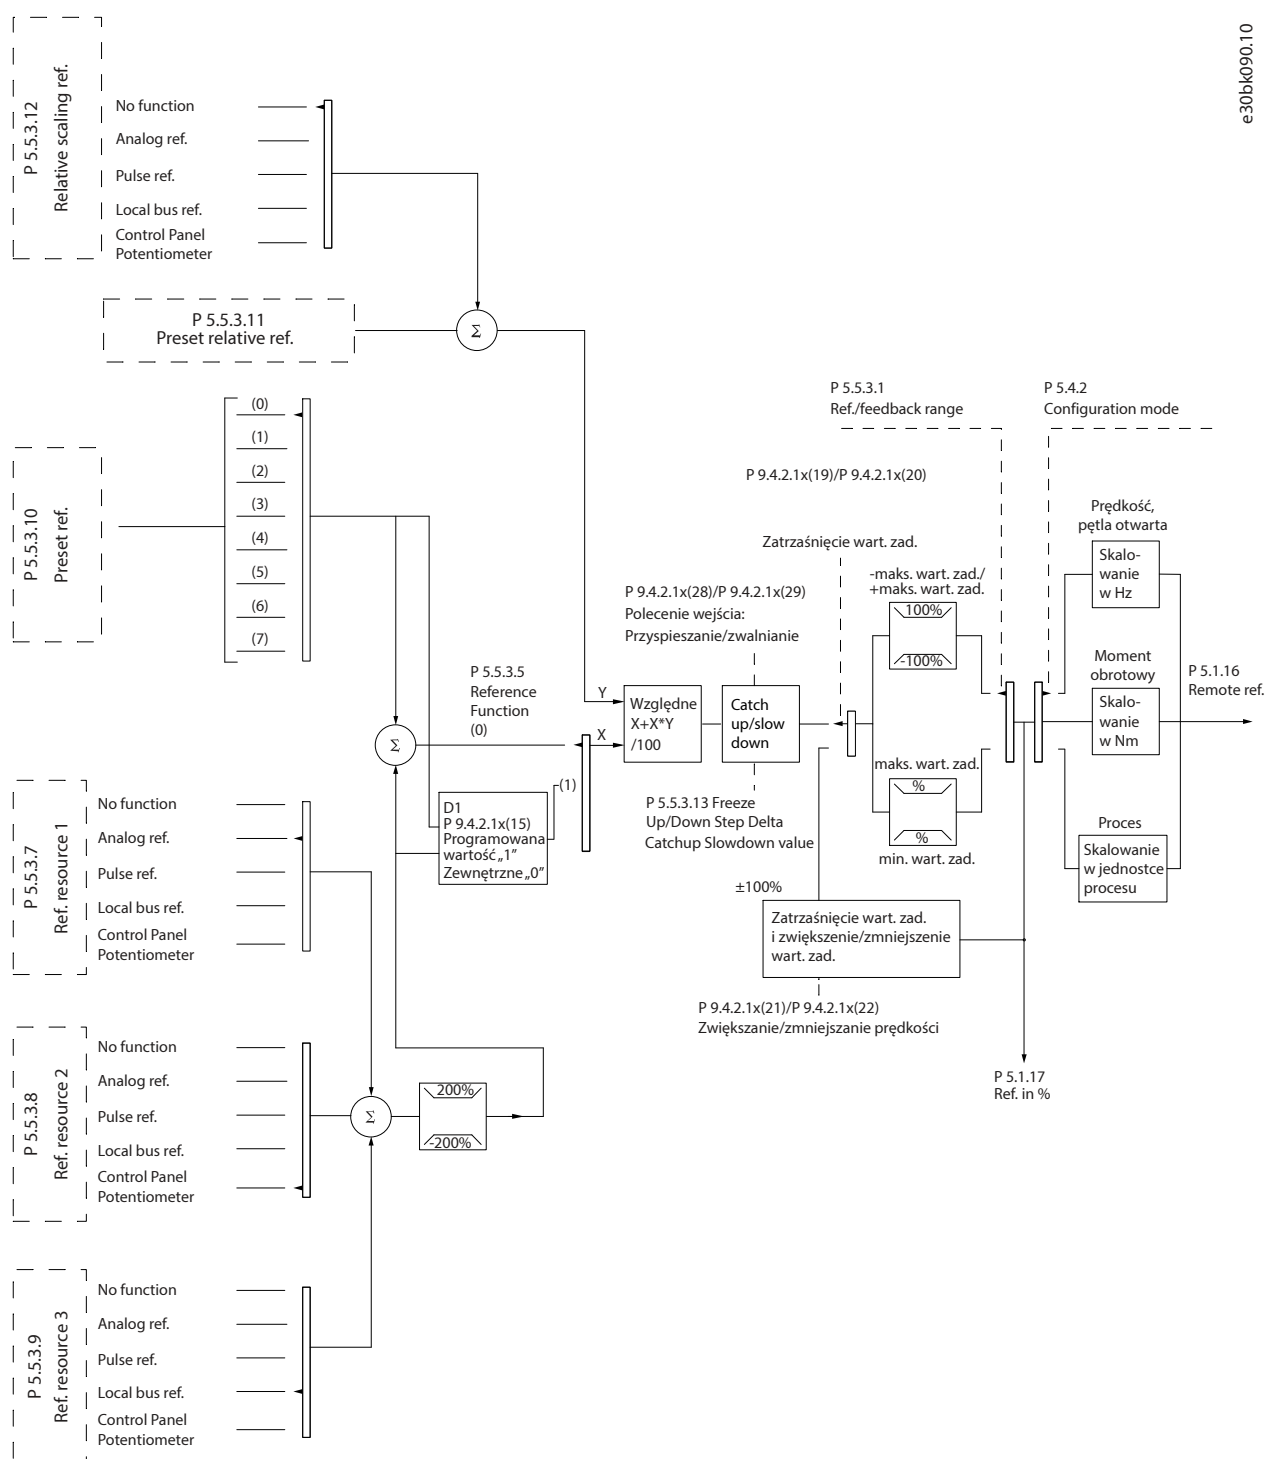 e30bk090.10
P 5.5.3.12
Relative scaling ref.
No function
Analog ref.
Pulse ref.
Local bus ref.
Control Panel
Potentiometer
P 5.5.3.11
Preset relative ref.
Σ
P 5.5.3.10
Preset ref.
(0)
(1)
(2)
(3)
(4)
(5)
(6)
(7)
P 5.5.3.1
Ref./feedback range
P 5.4.2
Configuration mode
P 9.4.2.1x(19)/P 9.4.2.1x(20)
Zatrzaśnięcie wart. zad.
P 9.4.2.1x(28)/P 9.4.2.1x(29)
Polecenie wejścia:
Przyspieszanie/zwalnianie
-maks. wart. zad./
+maks. wart. zad.
100%
-100%
Prędkość,
pętla otwarta
Skalo-
wanie
w Hz
Moment
obrotowy
Skalo-
wanie
w Nm
P 5.1.16
Remote ref.
P 5.5.3.5
Reference
Function
(0)
Σ
Y
X
(1)
Względne
X+X*Y
/100
Catch
up/slow
down
maks. wart. zad.
%
%
min. wart. zad.
Proces
Skalowanie
w jednostce
procesu
P 5.5.3.7
Ref. resource 1
No function
Analog ref.
Pulse ref.
Local bus ref.
Control Panel
Potentiometer
D1
P 9.4.2.1x(15)
Programowana
wartość „1”
Zewnętrzne „0”
P 5.5.3.13 Freeze
Up/Down Step Delta
Catchup Slowdown value
±100%
Zatrzaśnięcie wart. zad.
i zwiększenie/zmniejszenie
wart. zad.
P 9.4.2.1x(21)/P 9.4.2.1x(22)
Zwiększanie/zmniejszanie prędkości
P 5.1.17
Ref. in %
P 5.5.3.8
Ref. resource 2
No function
Analog ref.
Pulse ref.
Local bus ref.
Control Panel
Potentiometer
Σ
200%
-200%
P 5.5.3.9
Ref. resource 3
No function
Analog ref.
Pulse ref.
Local bus ref.
Control Panel
Potentiometer